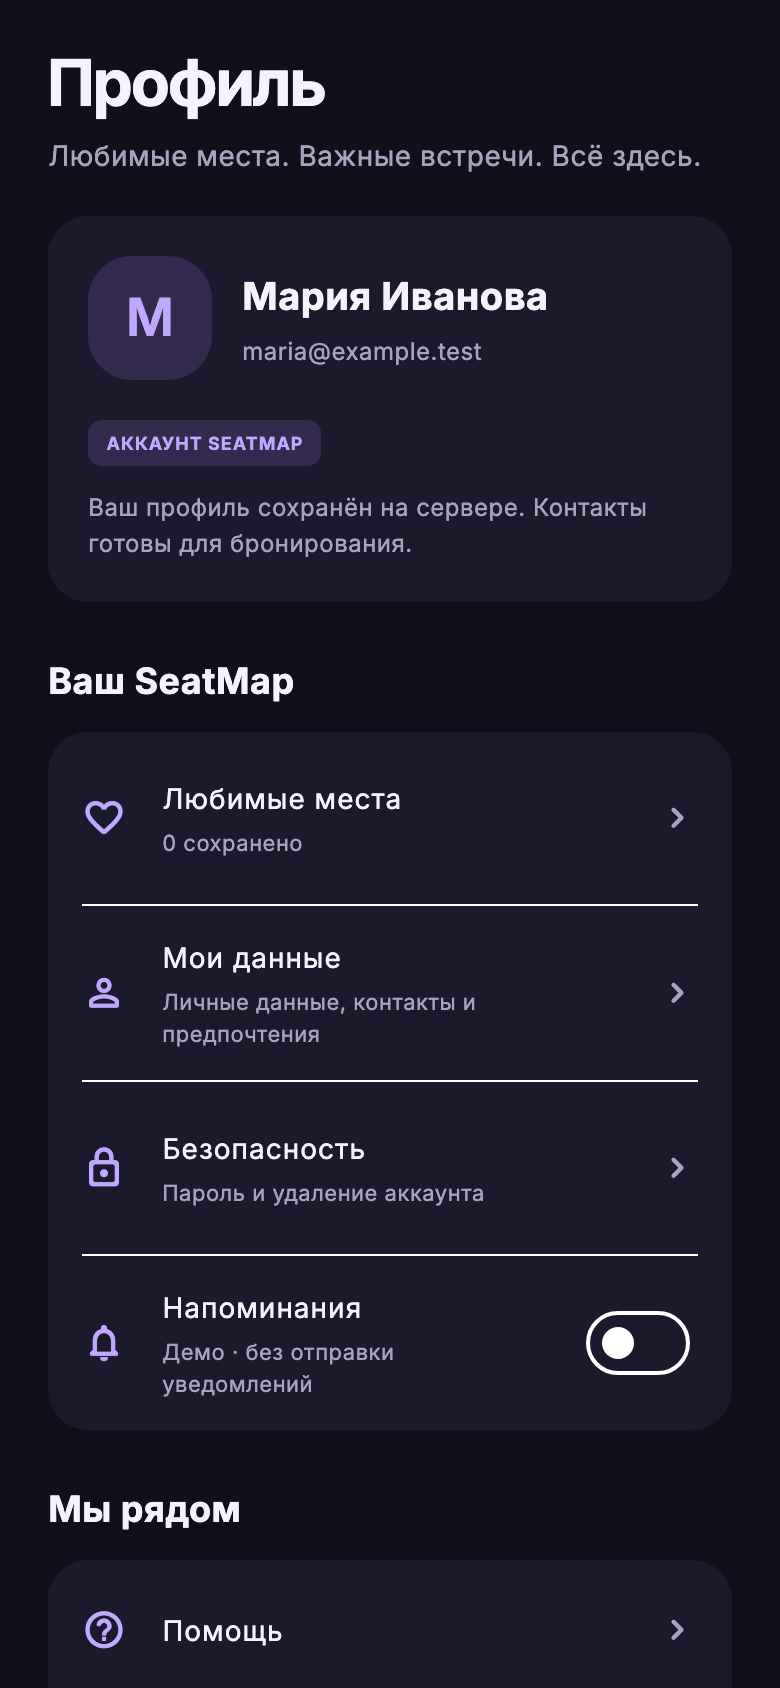 Профиль
Любимые места. Важные встречи. Всё здесь.
М
Мария Иванова
maria@example.test
АККАУНТ SEATMAP
Ваш профиль сохранён на сервере. Контакты
готовы для бронирования.
Ваш SeatMap
Любимые места
0 сохранено
Мои данные
Личные данные, контакты и
предпочтения
Безопасность
Пароль и удаление аккаунта
Напоминания
Демо · без отправки
уведомлений
Мы рядом
Помощь